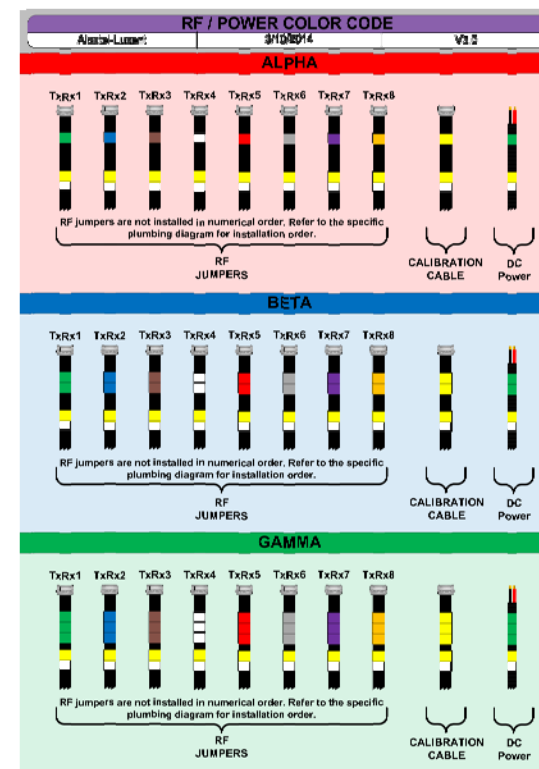 RF / POWER COLOR CODE
Alcatel-Lucent 3/10/2014
ALPHA
TxRx1 TxRx2 TxRx3 TxRx4 TxRx5 TxRx6 TxRx7 TxRx8
RF jumpers are not installed in numerical order. Refer to the specific
plumbing diagram for installation order.
RF
JUMPERS
CALIBRATION
CABLE
DC
Power
BETA
TxRx1 TxRx2 TxRx3 TxRx4 TxRx5 TxRx6 TxRx7 TxRx8
RF jumpers are not installed in numerical order. Refer to the specific
plumbing diagram for installation order.
RF
JUMPERS
CALIBRATION
CABLE
DC
Power
GAMMA
TxRx1 TxRx2 TxRx3 TxRx4 TxRx5 TxRx6 TxRx7 TxRx8
RF jumpers are not installed in numerical order. Refer to the specific
plumbing diagram for installation order.
RF
JUMPERS
CALIBRATION
CABLE
DC
Power